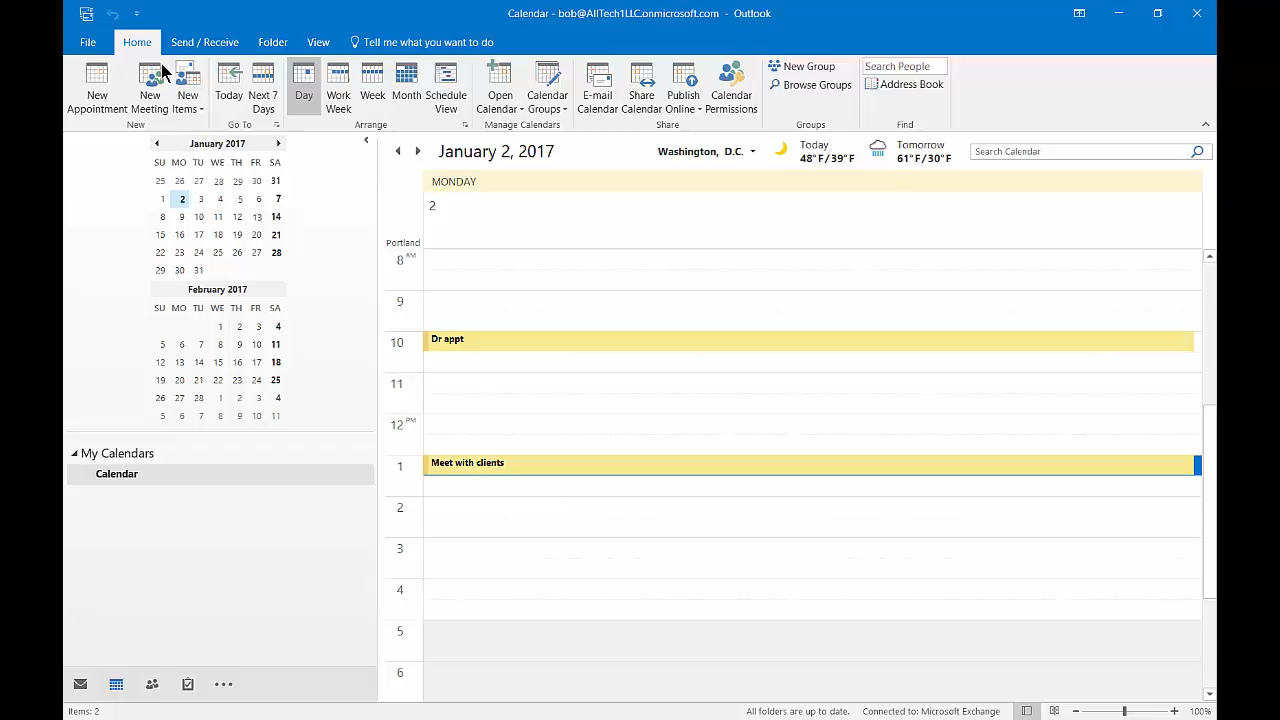 Calendar - bob@AllTech1LLC.onmicrosoft.com - Outlook
File Home Send / Receive Folder View Tell me what you want to do
New Appointment
New Meeting
New Items
New
Today
Next 7 Days
Go To
Day
Work Week
Week
Month
Schedule View
Arrange
Open Calendar
Calendar Groups
Manage Calendars
E-mail Calendar
Share Calendar
Publish Online
Calendar Permissions
Share
New Group
Browse Groups
Groups
Search People
Address Book
Find
January 2017
SU MO TU WE TH FR SA
25 26 27 28 29 30 31
1 2 3 4 5 6 7
8 9 10 11 12 13 14
15 16 17 18 19 20 21
22 23 24 25 26 27 28
29 30 31
February 2017
SU MO TU WE TH FR SA
1 2 3 4
5 6 7 8 9 10 11
12 13 14 15 16 17 18
19 20 21 22 23 24 25
26 27 28 1 2 3 4
5 6 7 8 9 10 11
My Calendars
Calendar
January 2, 2017
Washington, D.C.
Today
48°F/39°F
Tomorrow
61°F/30°F
Search Calendar
MONDAY
2
Portland
8 AM
9
10 Dr appt
11
12 PM
1 Meet with clients
2
3
4
5
6
Items: 2
All folders are up to date. Connected to: Microsoft Exchange 100%